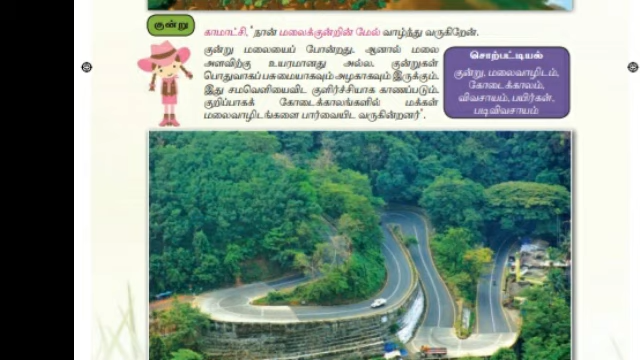 குன்று
காமாட்சி, "நான் மலைக்குன்றின் மேல் வாழ்ந்து வருகிறேன்.
குன்று மலையைப் போன்றது. ஆனால் மலை
அளவிற்கு உயரமானது அல்ல. குன்றுகள்
பொதுவாகப் பசுமையாகவும் அழகாகவும் இருக்கும்.
இது சமவெளியைவிட குளிர்ச்சியாக காணப்படும்.
குறிப்பாகக் கோடைக்காலங்களில் மக்கள்
மலைவாழிடங்களை பார்வையிட வருகின்றனர்".
சொற்பட்டியல்
குன்று, மலைவாழிடம்,
கோடைக்காலம்,
விவசாயம், பயிர்கள்,
படிவிவசாயம்